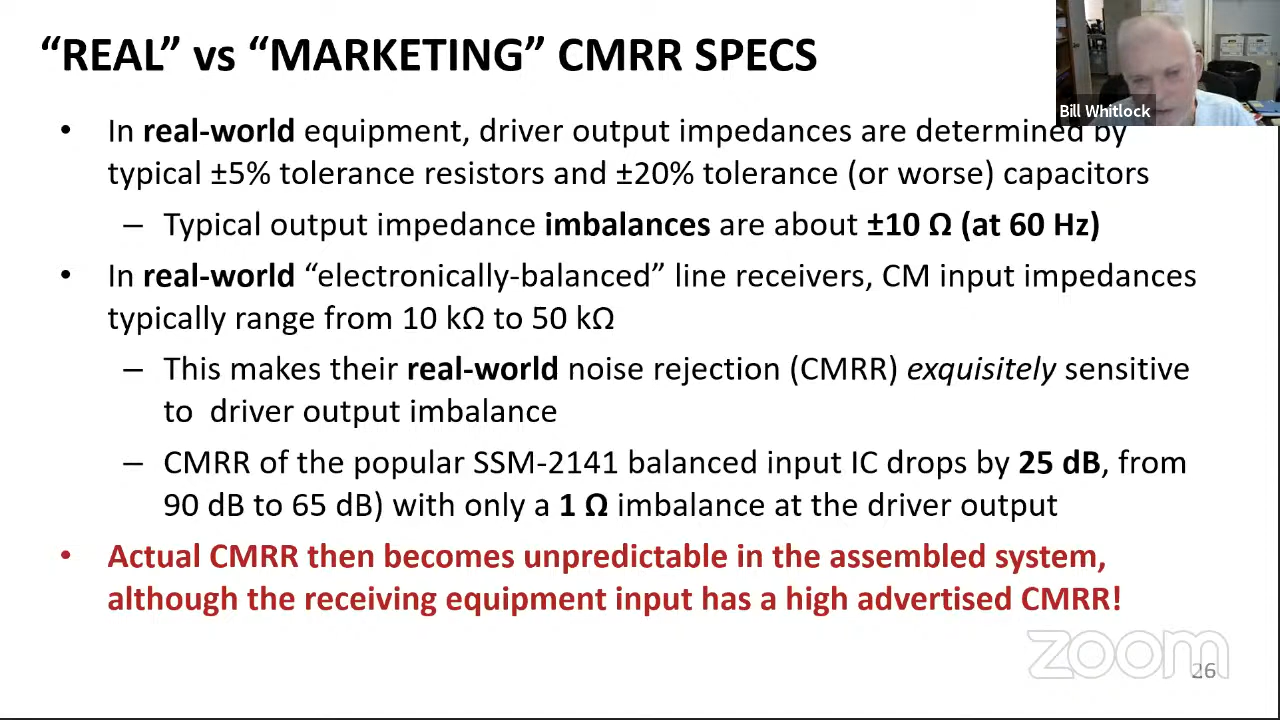 “REAL” vs “MARKETING” CMRR SPECS
Bill Whitlock
• In real-world equipment, driver output impedances are determined by
typical ±5% tolerance resistors and ±20% tolerance (or worse) capacitors
– Typical output impedance imbalances are about ±10 Ω (at 60 Hz)
• In real-world “electronically-balanced” line receivers, CM input impedances
typically range from 10 kΩ to 50 kΩ
– This makes their real-world noise rejection (CMRR) exquisitely sensitive
to driver output imbalance
– CMRR of the popular SSM-2141 balanced input IC drops by 25 dB, from
90 dB to 65 dB) with only a 1 Ω imbalance at the driver output
• Actual CMRR then becomes unpredictable in the assembled system,
although the receiving equipment input has a high advertised CMRR!
zoom
26